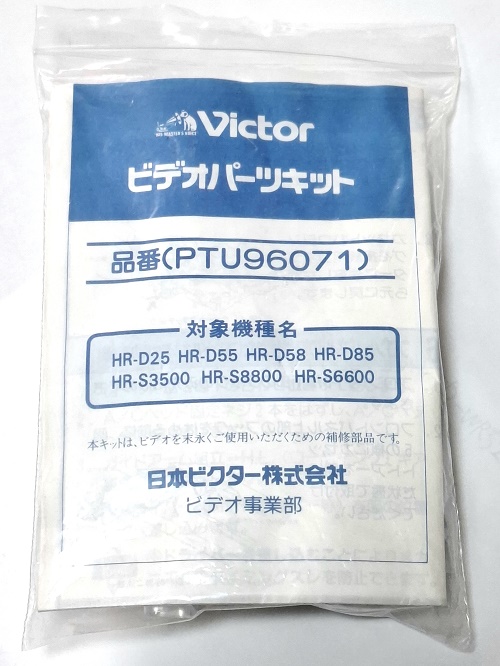 HIS MASTER'S VOICE
Victor
ビデオパーツキット
品番(PTU96071)
対象機種名
HR-D25 HR-D55 HR-D58 HR-D85
HR-S3500 HR-S8800 HR-S6600
本キットは、ビデオを末永くご使用いただくための補修部品です。
日本ビクター株式会社
ビデオ事業部